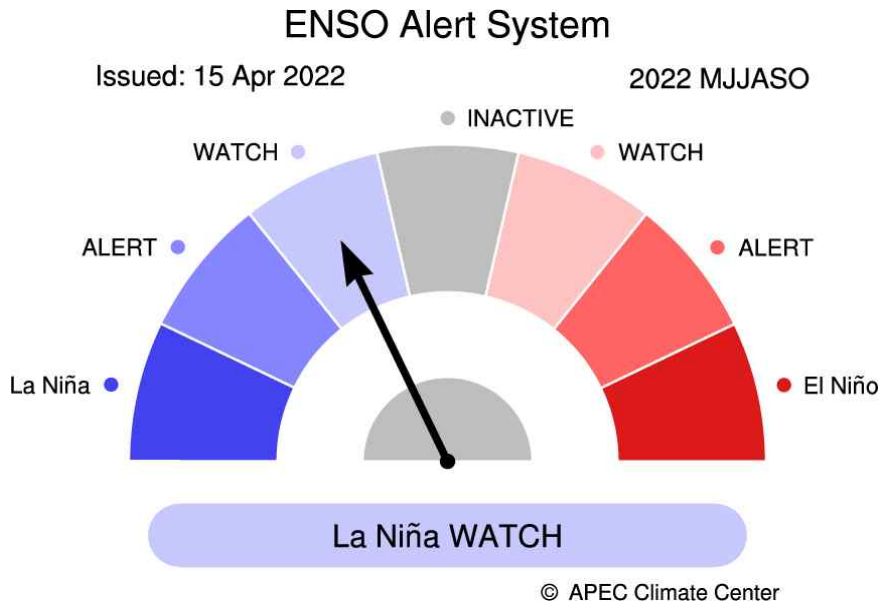 ENSO Alert System
Issued: 15 Apr 2022
2022 MJJASO
INACTIVE
WATCH
WATCH
ALERT
ALERT
La Niña
El Niño
La Niña WATCH
© APEC Climate Center